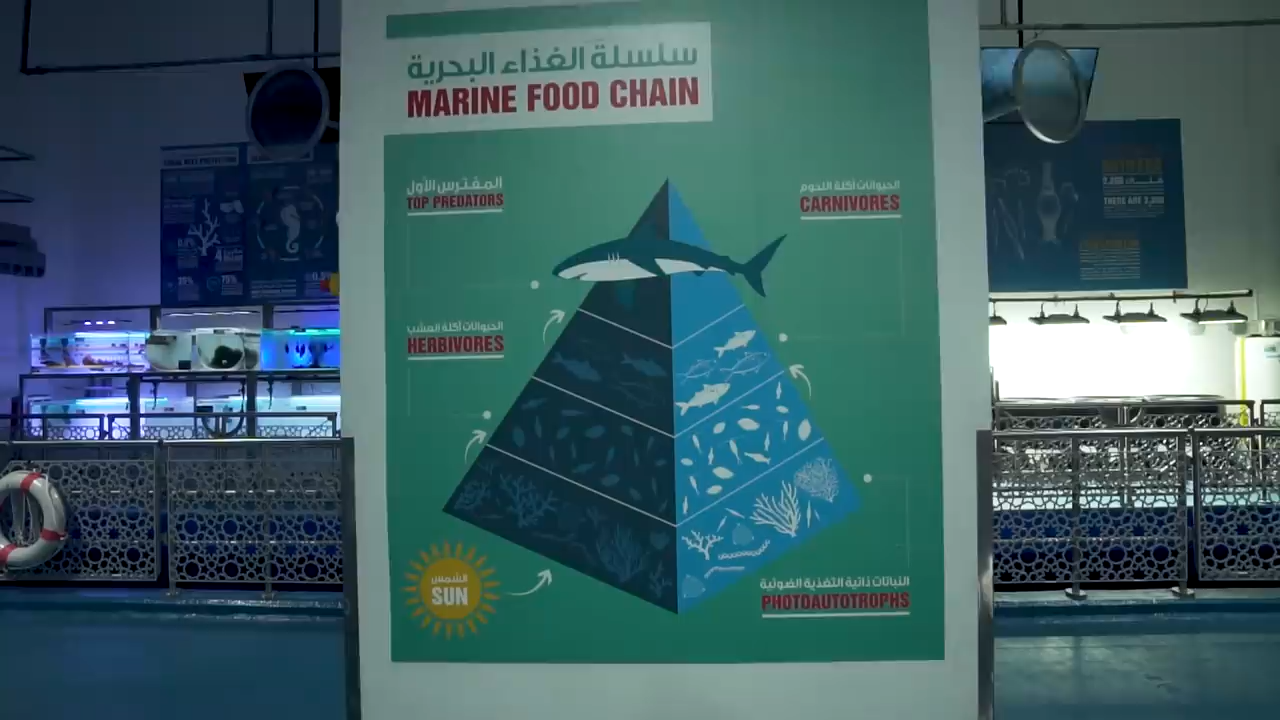 سلسلة الغذاء البحرية
MARINE FOOD CHAIN
المفترس الأول
TOP PREDATORS
الحيوانات آكلة اللحوم
CARNIVORES
الحيوانات آكلة العشب
HERBIVORES
الشمس
SUN
النباتات ذاتية التغذية الضوئية
PHOTOAUTOTROPHS